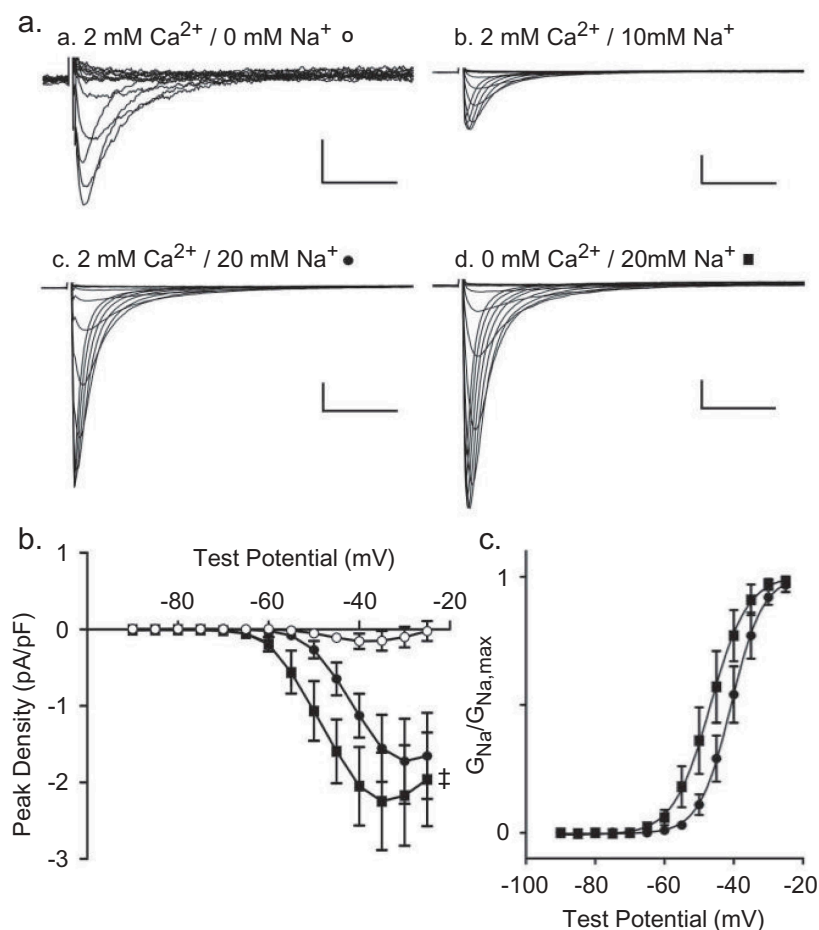 a.
a. 2 mM Ca²⁺ / 0 mM Na⁺
b. 2 mM Ca²⁺ / 10mM Na⁺
c. 2 mM Ca²⁺ / 20 mM Na⁺
d. 0 mM Ca²⁺ / 20mM Na⁺
b.
Test Potential (mV)
-80 -60 -40 -20
1
0
-1
-2
-3
Peak Density (pA/pF)
‡
c.
G_Na/G_Na,max
1
0
-100 -80 -60 -40 -20
Test Potential (mV)